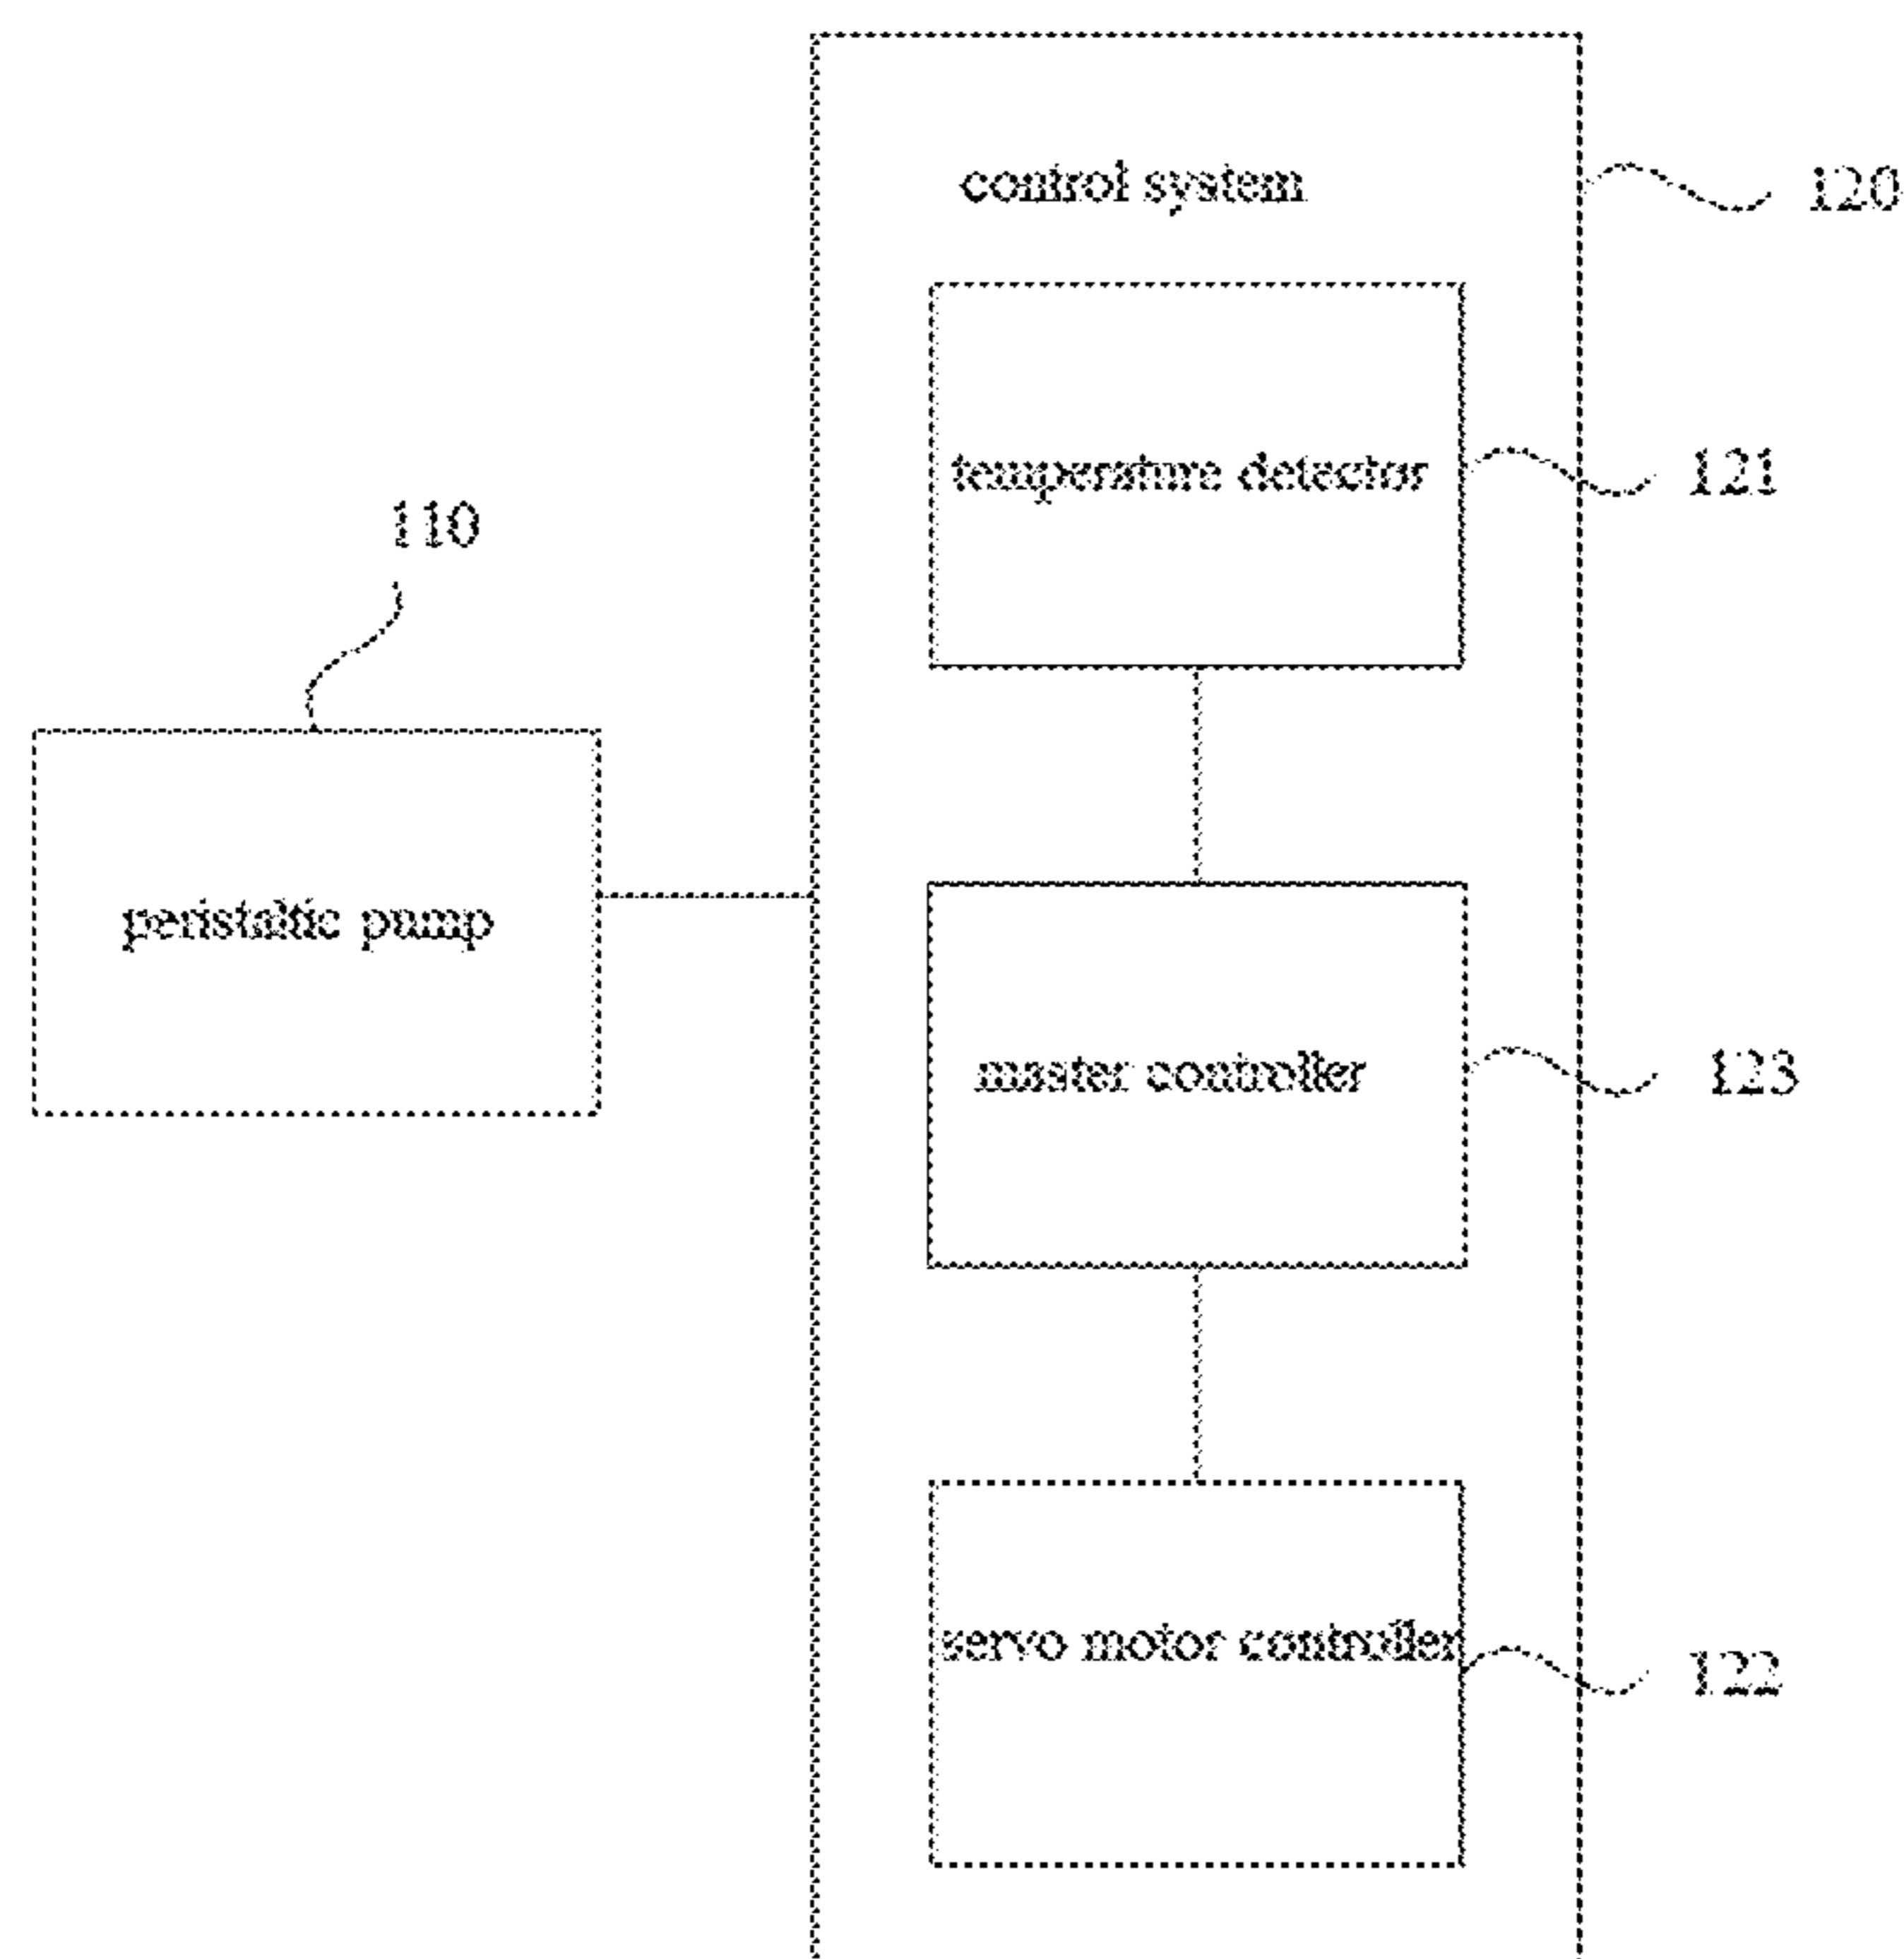 control system
120
temperature detector
121
110
peristaltic pump
master controller
123
servo motor controller
122